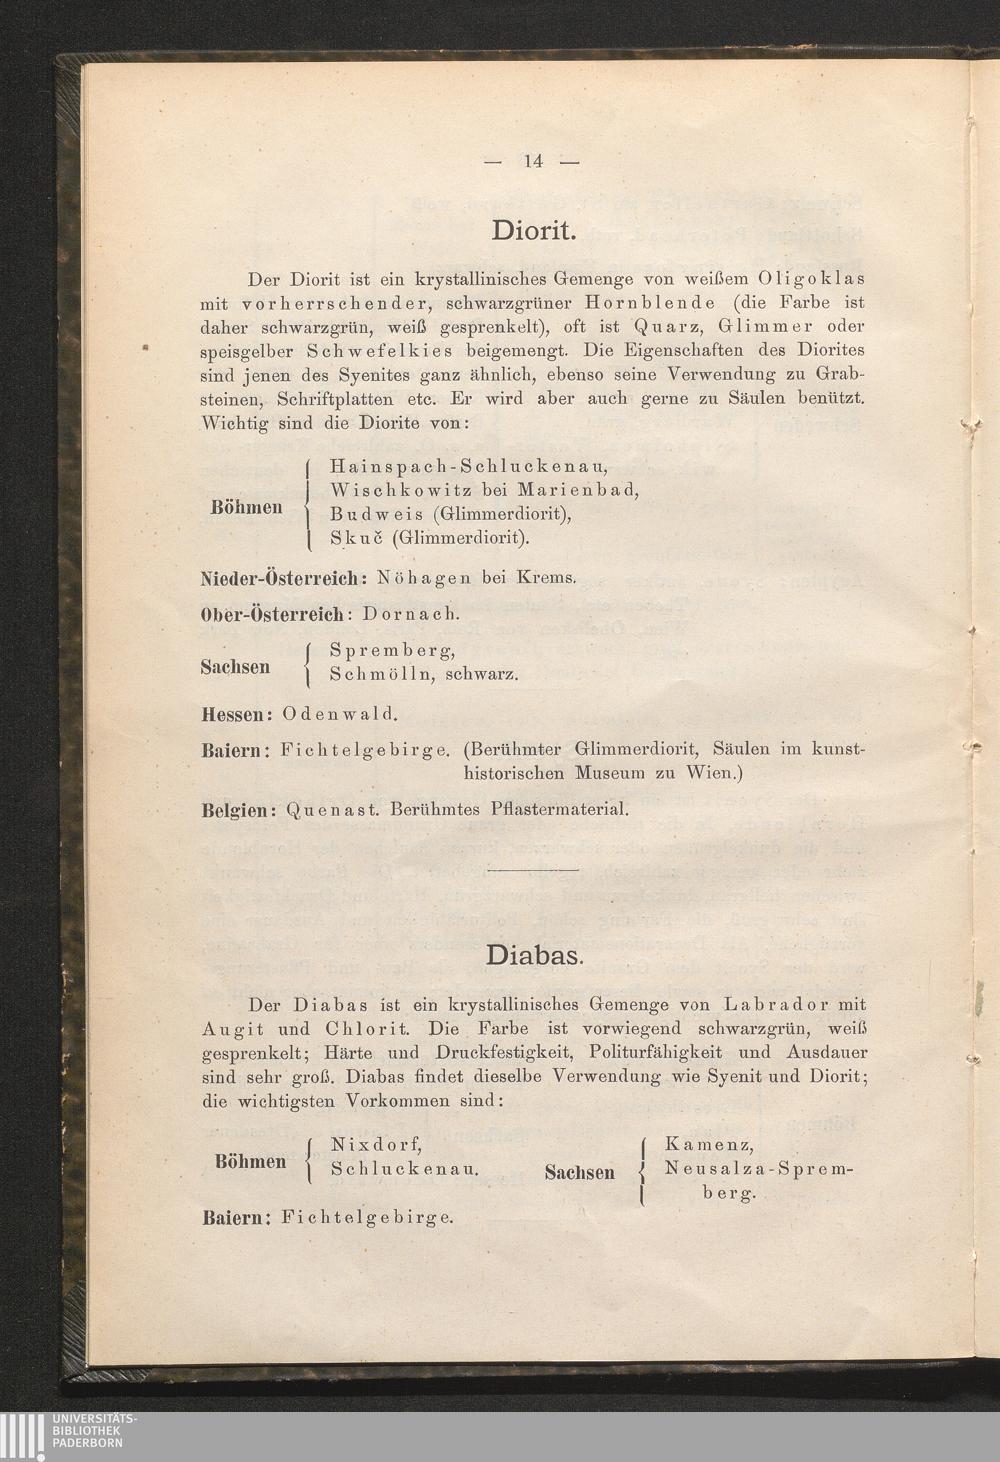 — 14 —
Diorit.
Der Diorit ist ein krystallinisches Gemenge von weißem Oligoklas
mit vorherrschender, schwarzgrüner Hornblende (die Farbe ist
daher schwarzgrün, weiß gesprenkelt), oft ist Quarz, Glimmer oder
speisgelber Schwefelkies beigemengt. Die Eigenschaften des Diorites
sind jenen des Syenites ganz ähnlich, ebenso seine Verwendung zu Grab-
steinen, Schriftplatten etc. Er wird aber auch gerne zu Säulen benützt.
Wichtig sind die Diorite von:
Böhmen
Hainspach-Schluckenau,
Wischkowitz bei Marienbad,
Budweis (Glimmerdiorit),
Skuč (Glimmerdiorit).
Nieder-Österreich: Nöhagen bei Krems.
Ober-Österreich: Dornach.
Sachsen
Spremberg,
Schmölln, schwarz.
Hessen: Odenwald.
Baiern: Fichtelgebirge. (Berühmter Glimmerdiorit, Säulen im kunst-
historischen Museum zu Wien.)
Belgien: Quenast. Berühmtes Pflastermaterial.
Diabas.
Der Diabas ist ein krystallinisches Gemenge von Labrador mit
Augit und Chlorit. Die Farbe ist vorwiegend schwarzgrün, weiß
gesprenkelt; Härte und Druckfestigkeit, Politurfähigkeit und Ausdauer
sind sehr groß. Diabas findet dieselbe Verwendung wie Syenit und Diorit;
die wichtigsten Vorkommen sind:
Böhmen
Nixdorf,
Schluckenau.
Sachsen
Kamenz,
Neusalza-Sprem-
berg.
Baiern: Fichtelgebirge.
UNIVERSITÄTS-
BIBLIOTHEK
PADERBORN